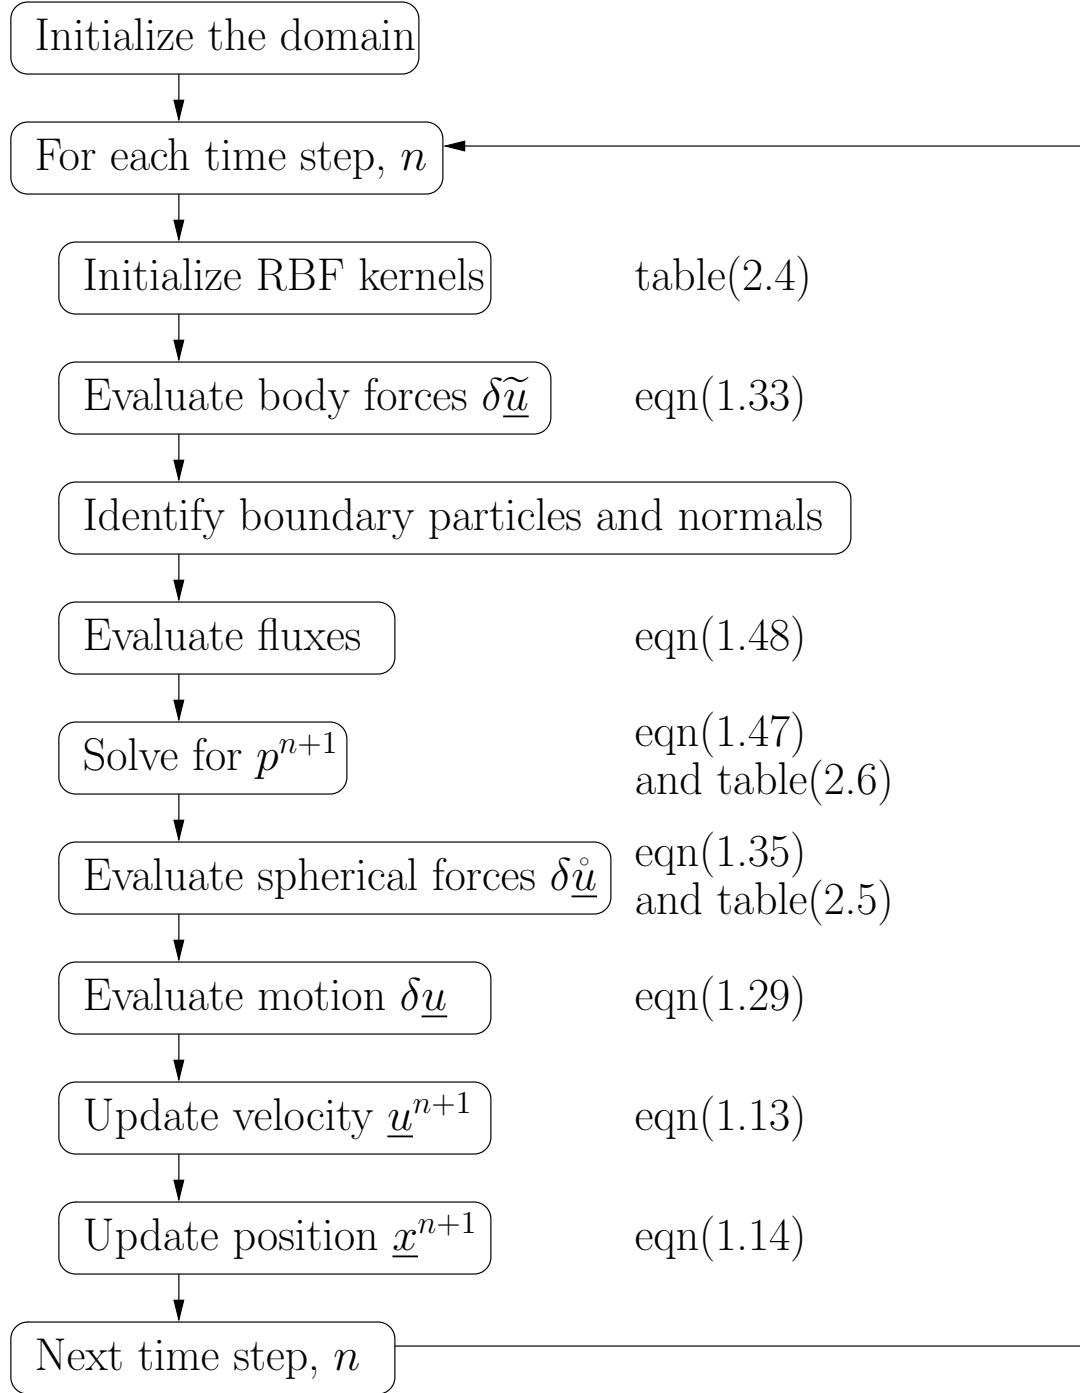 Initialize the domain
For each time step, n
Initialize RBF kernels table(2.4)
Evaluate body forces δũ̲ eqn(1.33)
Identify boundary particles and normals
Evaluate fluxes eqn(1.48)
Solve for pⁿ⁺¹ eqn(1.47)
and table(2.6)
Evaluate spherical forces δů̲ eqn(1.35)
and table(2.5)
Evaluate motion δu̲ eqn(1.29)
Update velocity u̲ⁿ⁺¹ eqn(1.13)
Update position x̲ⁿ⁺¹ eqn(1.14)
Next time step, n